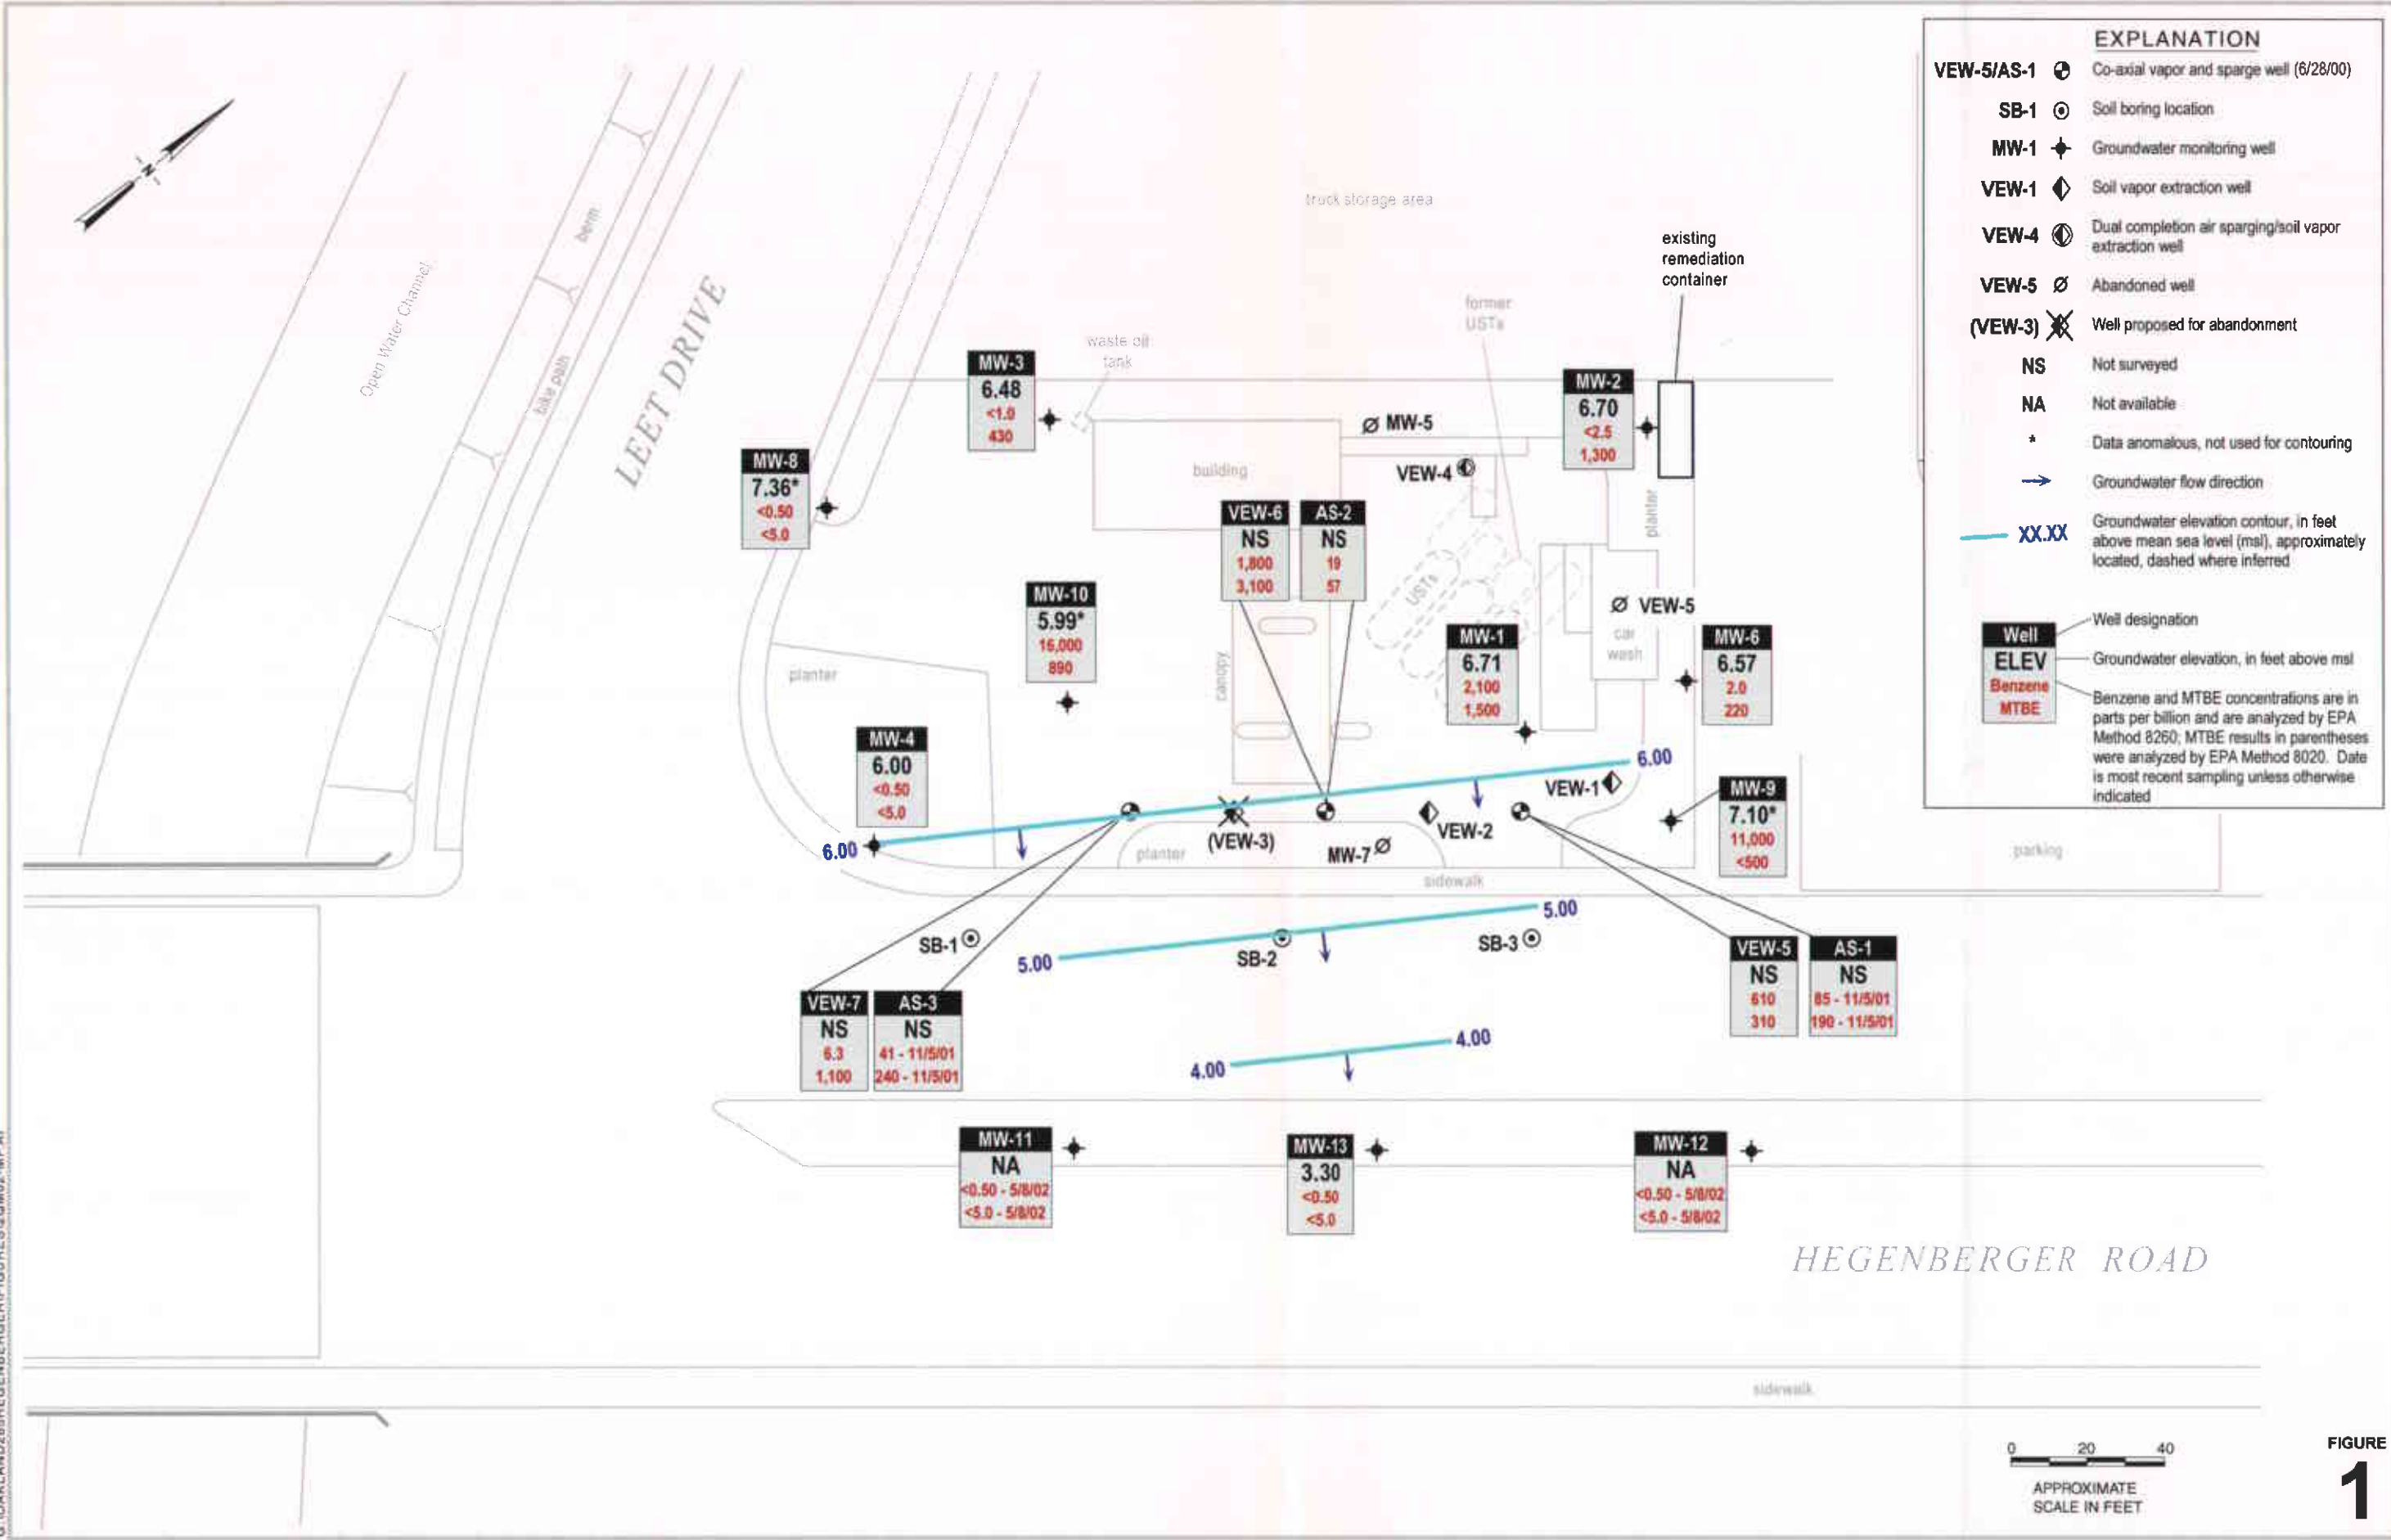 EXPLANATION
VEW-5/AS-1 Co-axial vapor and sparge well (6/28/00)
SB-1 Soil boring location
MW-1 Groundwater monitoring well
VEW-1 Soil vapor extraction well
VEW-4 Dual completion air sparging/soil vapor
extraction well
VEW-5 Abandoned well
(VEW-3) Well proposed for abandonment
NS Not surveyed
NA Not available
* Data anomalous, not used for contouring
Groundwater flow direction
XX.XX Groundwater elevation contour, in feet
above mean sea level (msl), approximately
located, dashed where inferred
Well
ELEV
Benzene
MTBE
Well designation
Groundwater elevation, in feet above msl
Benzene and MTBE concentrations are in
parts per billion and are analyzed by EPA
Method 8260; MTBE results in parentheses
were analyzed by EPA Method 8020. Date
is most recent sampling unless otherwise
indicated
N
Open Water Channel
berm
bike path
LEET DRIVE
truck storage area
existing
remediation
container
former
USTs
waste oil
tank
MW-3
6.48
<1.0
430
MW-2
6.70
<2.5
1,300
MW-5
VEW-4
building
planter
MW-8
7.36*
<0.50
<5.0
VEW-6
NS
1,800
3,100
AS-2
NS
19
57
USTs
MW-10
5.99*
16,000
890
VEW-5
car
wash
MW-1
6.71
2,100
1,500
MW-6
6.57
2.0
220
planter
canopy
MW-4
6.00
<0.50
<5.0
6.00
6.00
VEW-1
MW-9
7.10*
11,000
<500
(VEW-3)
VEW-2
MW-7
planter
sidewalk
parking
SB-1
SB-2
SB-3
5.00
5.00
VEW-7
NS
6.3
1,100
AS-3
NS
41 - 11/5/01
240 - 11/5/01
VEW-5
NS
610
310
AS-1
NS
85 - 11/5/01
190 - 11/5/01
4.00
4.00
MW-11
NA
<0.50 - 5/8/02
<5.0 - 5/8/02
MW-13
3.30
<0.50
<5.0
MW-12
NA
<0.50 - 5/8/02
<5.0 - 5/8/02
HEGENBERGER ROAD
sidewalk
0 20 40
APPROXIMATE
SCALE IN FEET
FIGURE
1